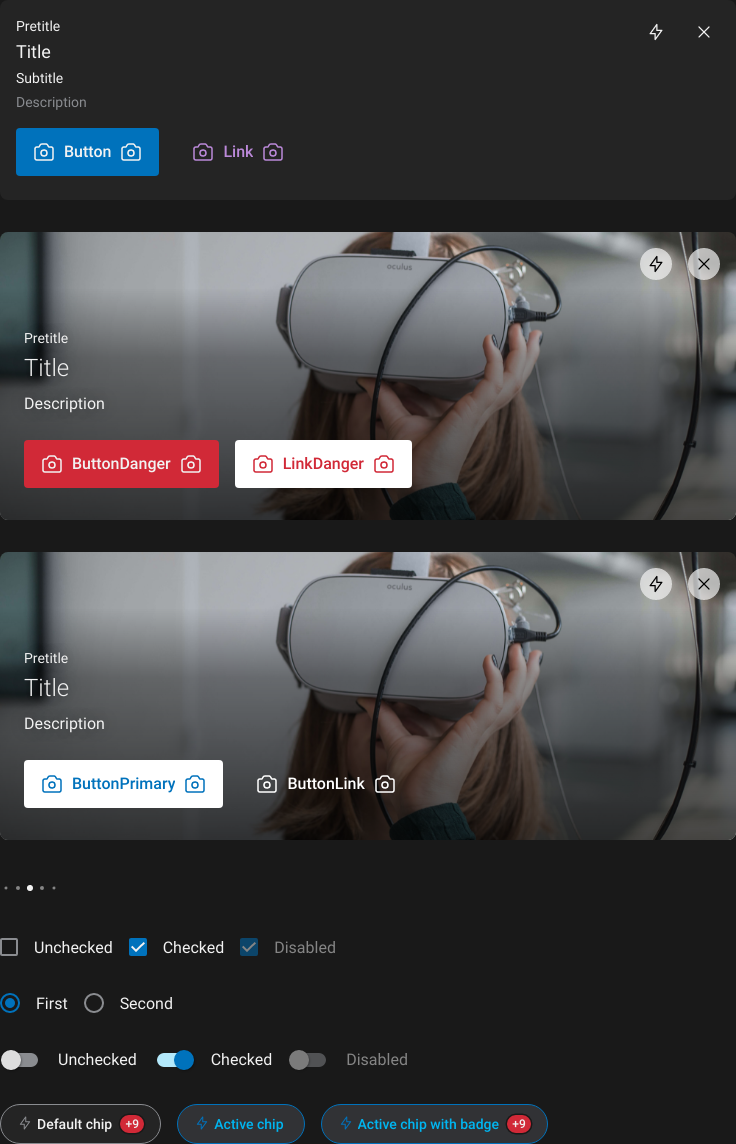 Pretitle
Title
Subtitle
Description
Button Link
oculus
Pretitle
Title
Description
ButtonDanger LinkDanger
oculus
Pretitle
Title
Description
ButtonPrimary ButtonLink
Unchecked Checked Disabled
First Second
Unchecked Checked Disabled
Default chip +9 Active chip Active chip with badge +9